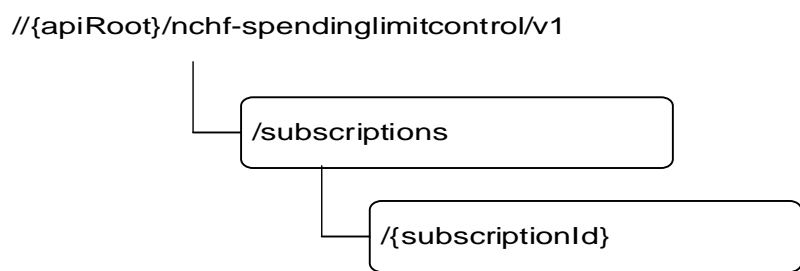 //{apiRoot}/nchf-spendinglimitcontrol/v1
/subscriptions
/{subscriptionId}